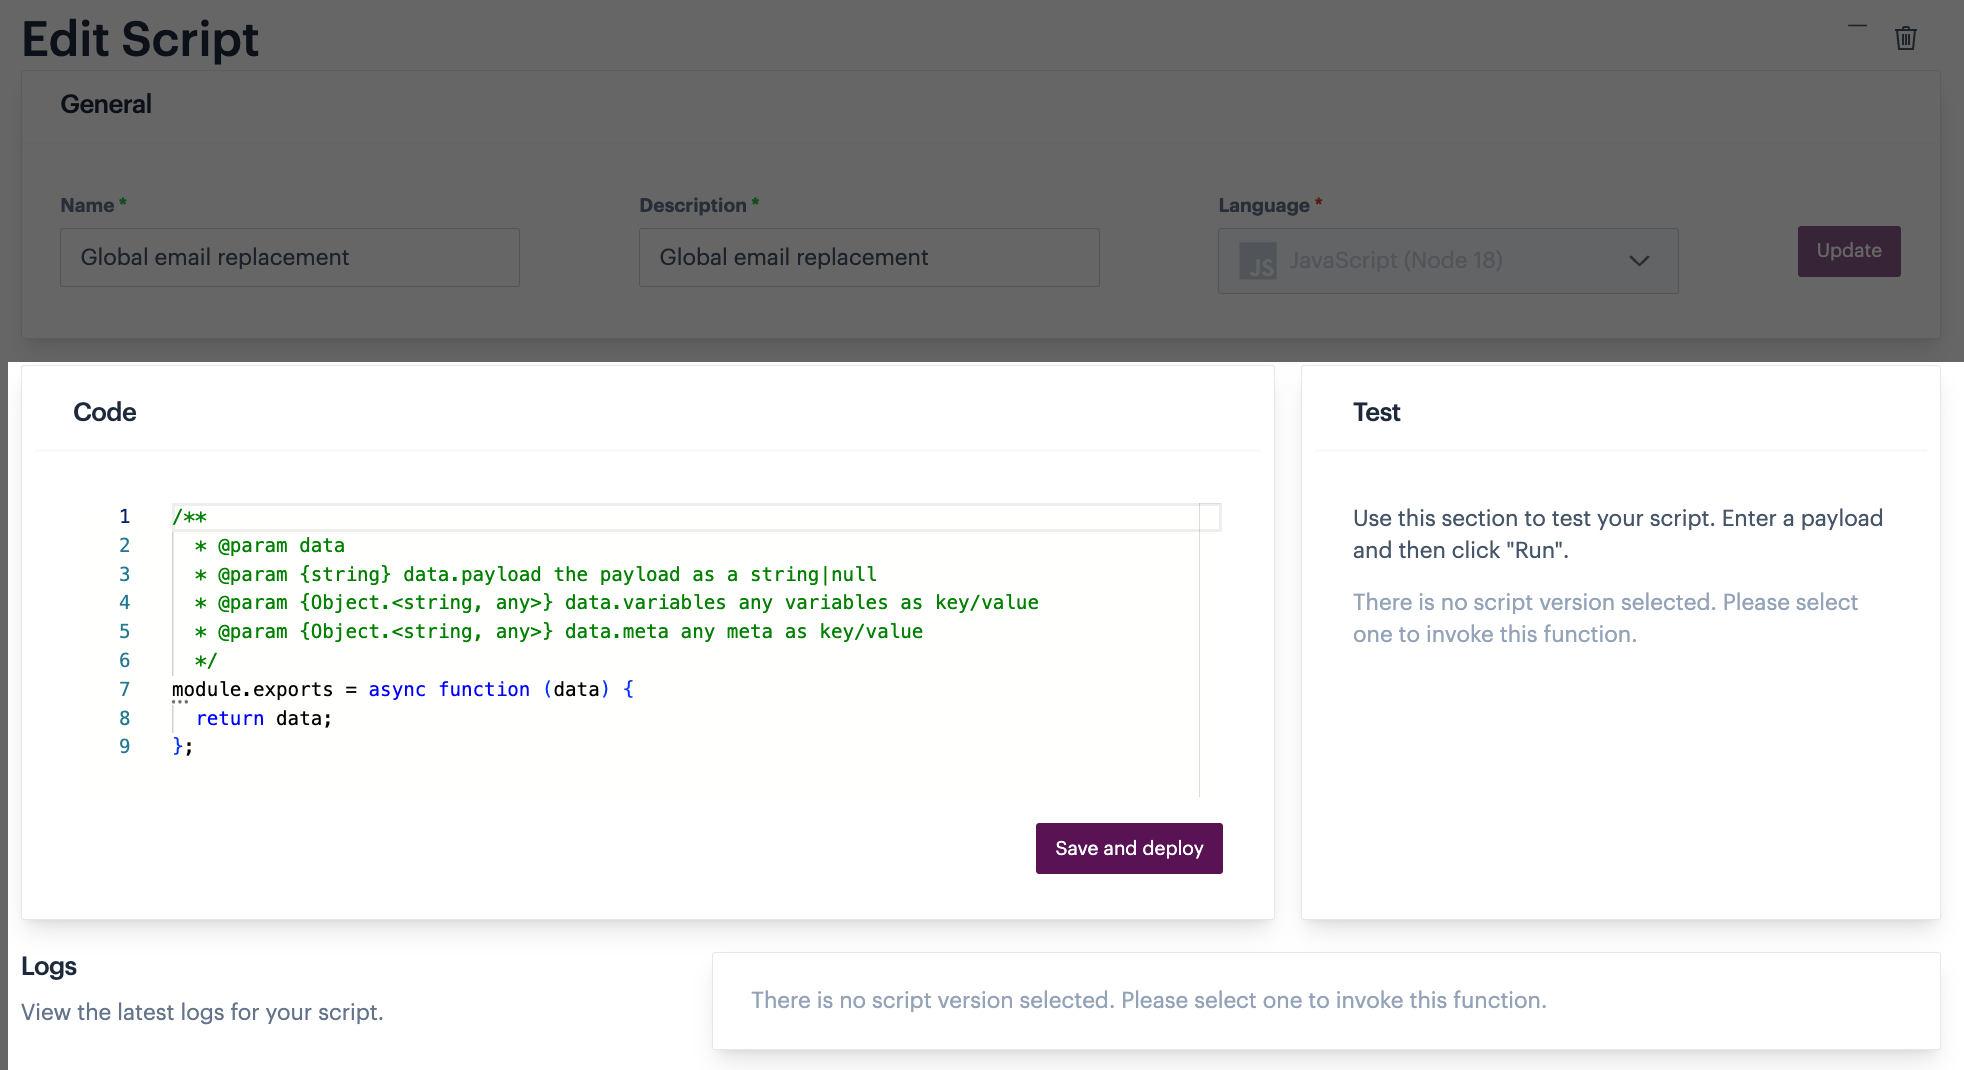 Edit Script
General
Name *
Description *
Language *
Global email replacement
Global email replacement
JS JavaScript (Node 18)
Update
Code
1 /**
2   * @param data
3   * @param {string} data.payload the payload as a string|null
4   * @param {Object.<string, any>} data.variables any variables as key/value
5   * @param {Object.<string, any>} data.meta any meta as key/value
6   */
7 module.exports = async function (data) {
8   return data;
9 };
Save and deploy
Test
Use this section to test your script. Enter a payload
and then click "Run".
There is no script version selected. Please select
one to invoke this function.
Logs
View the latest logs for your script.
There is no script version selected. Please select one to invoke this function.